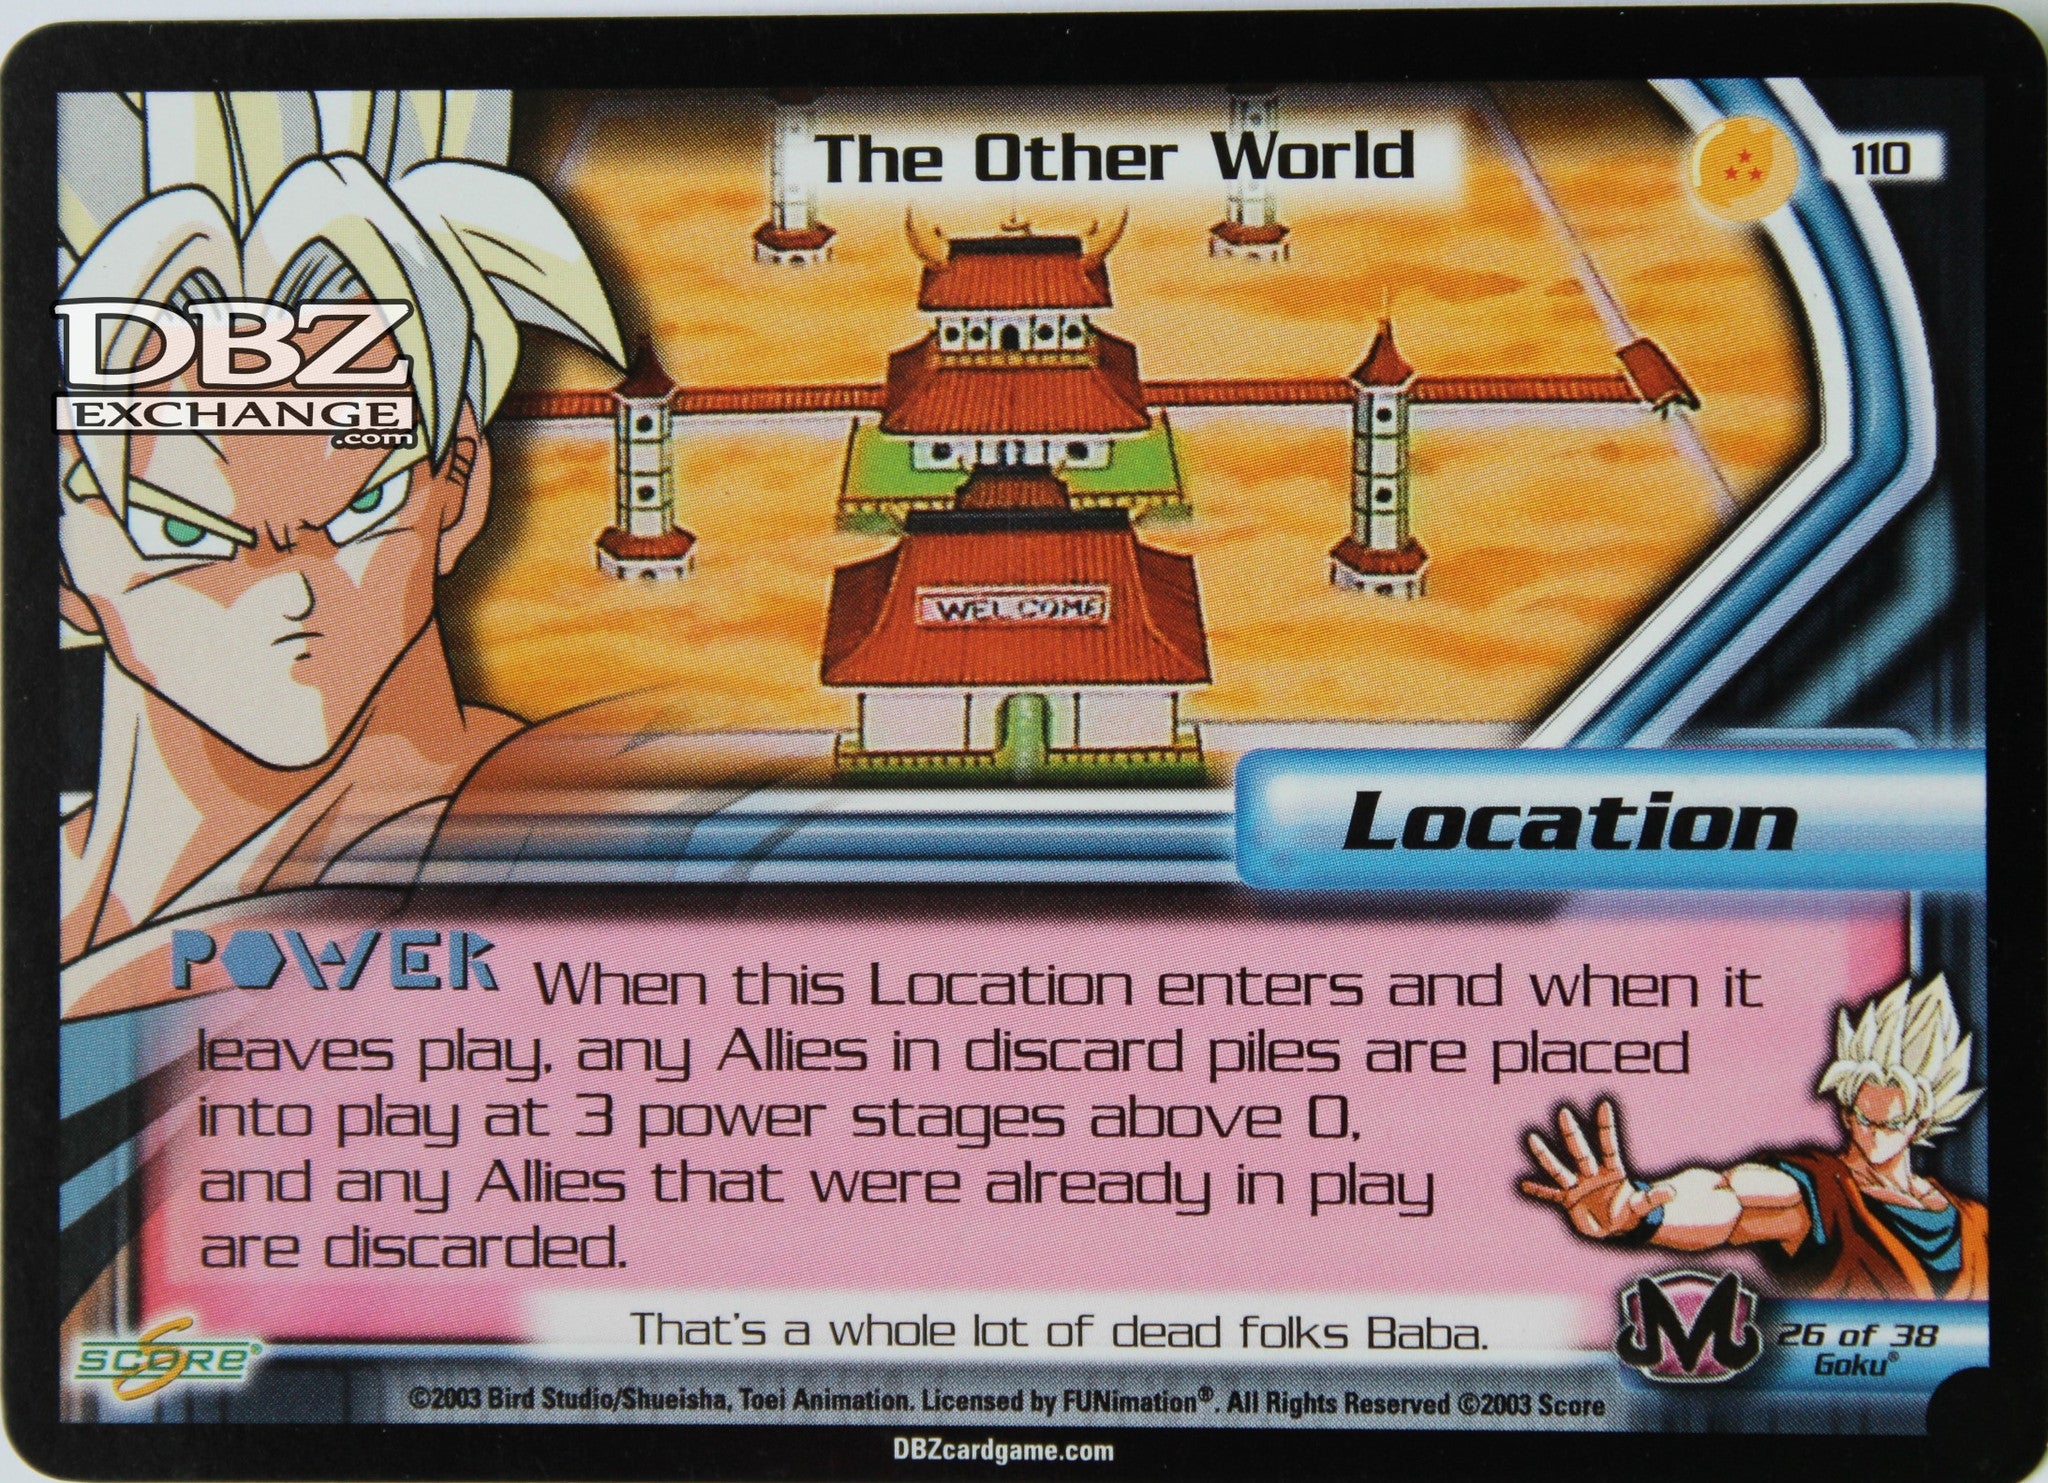 The Other World
110
DBZ
EXCHANGE
.com
WELCOME
Location
POWER When this Location enters and when it
leaves play, any Allies in discard piles are placed
into play at 3 power stages above 0,
and any Allies that were already in play
are discarded.
That's a whole lot of dead folks Baba.
M
26 of 38
Goku®
SCORE®
©2003 Bird Studio/Shueisha, Toei Animation. Licensed by FUNimation®. All Rights Reserved ©2003 Score
DBZcardgame.com